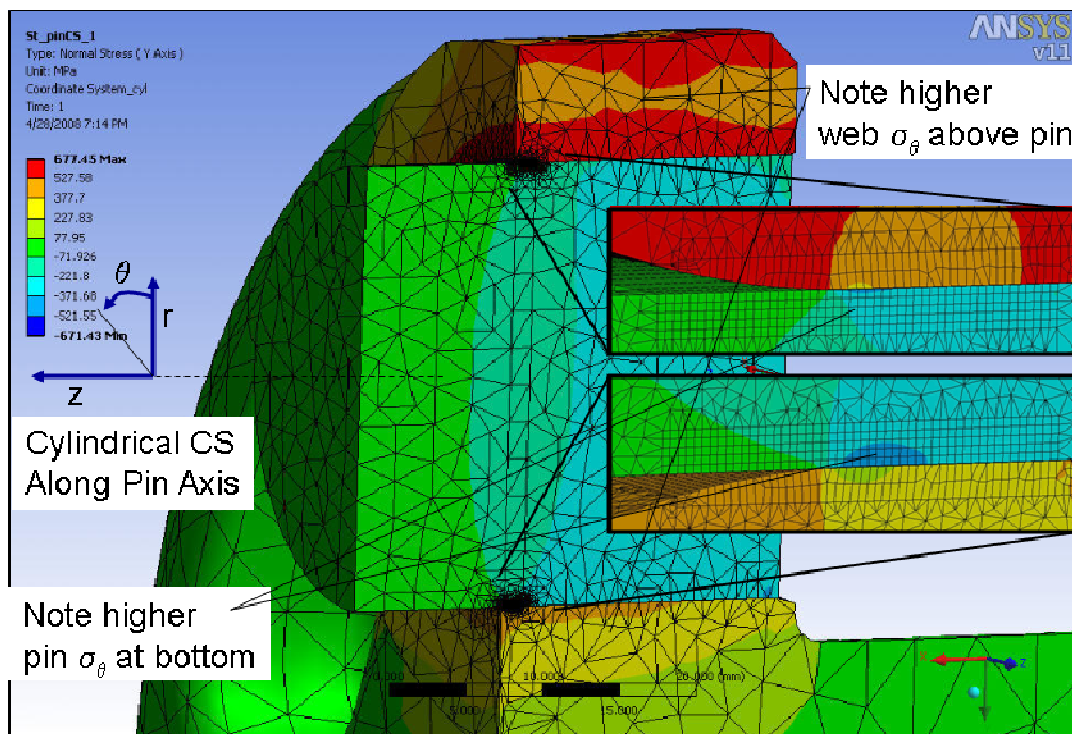 St_pinCS_1
Type: Normal Stress ( Y Axis )
Unit: MPa
Coordinate System_cyl
Time: 1
4/28/2008 7:14 PM
677.45 Max
527.58
377.7
227.83
77.95
-71.926
-221.8
-371.68
-521.55
-671.43 Min
ANSYS
v11
Note higher
web σθ above pin
θ
r
z
Cylindrical CS
Along Pin Axis
Note higher
pin σθ at bottom
0.000
10.000
20.000 (mm)
5.000
15.000